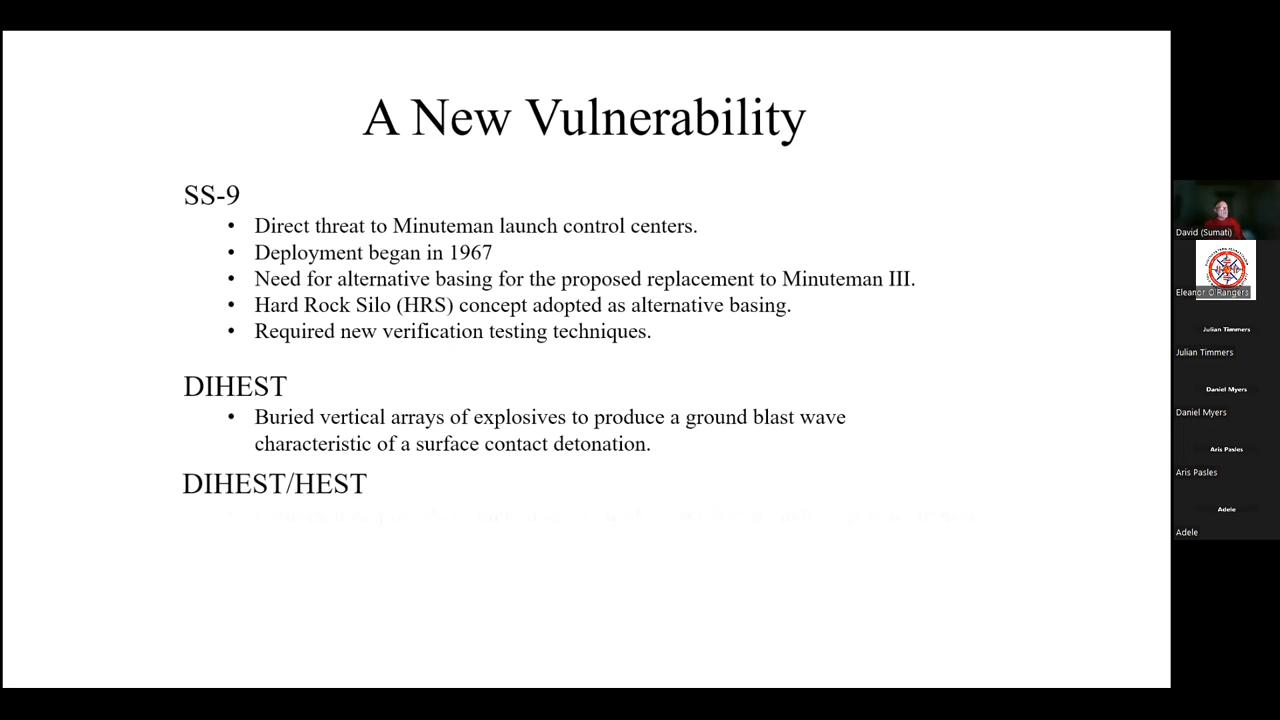 A New Vulnerability
SS-9
• Direct threat to Minuteman launch control centers.
• Deployment began in 1967
• Need for alternative basing for the proposed replacement to Minuteman III.
• Hard Rock Silo (HRS) concept adopted as alternative basing.
• Required new verification testing techniques.
DIHEST
• Buried vertical arrays of explosives to produce a ground blast wave
characteristic of a surface contact detonation.
DIHEST/HEST
David (Sumati)
Eleanor O'Rangers
Julian Timmers
Julian Timmers
Daniel Myers
Daniel Myers
Aris Pasles
Aris Pasles
Adele
Adele